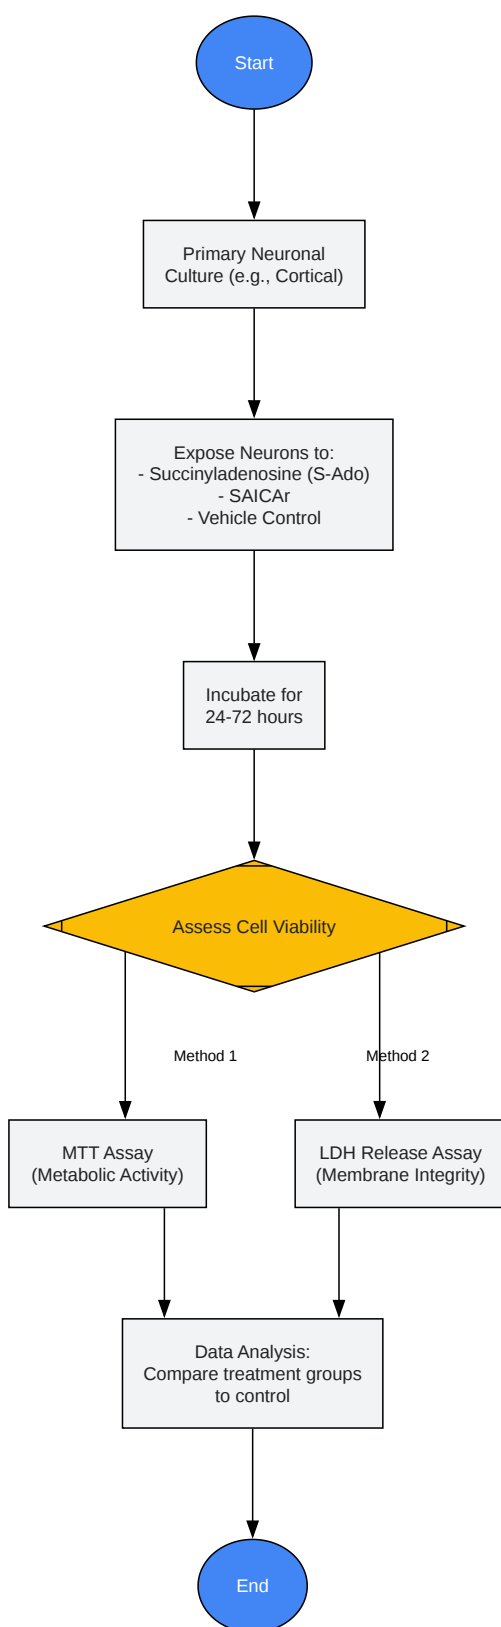 Start
Primary Neuronal
Culture (e.g., Cortical)
Expose Neurons to:
- Succinyladenosine (S-Ado)
- SAICAr
- Vehicle Control
Incubate for
24-72 hours
Assess Cell Viability
Method 1
Method 2
MTT Assay
(Metabolic Activity)
LDH Release Assay
(Membrane Integrity)
Data Analysis:
Compare treatment groups
to control
End